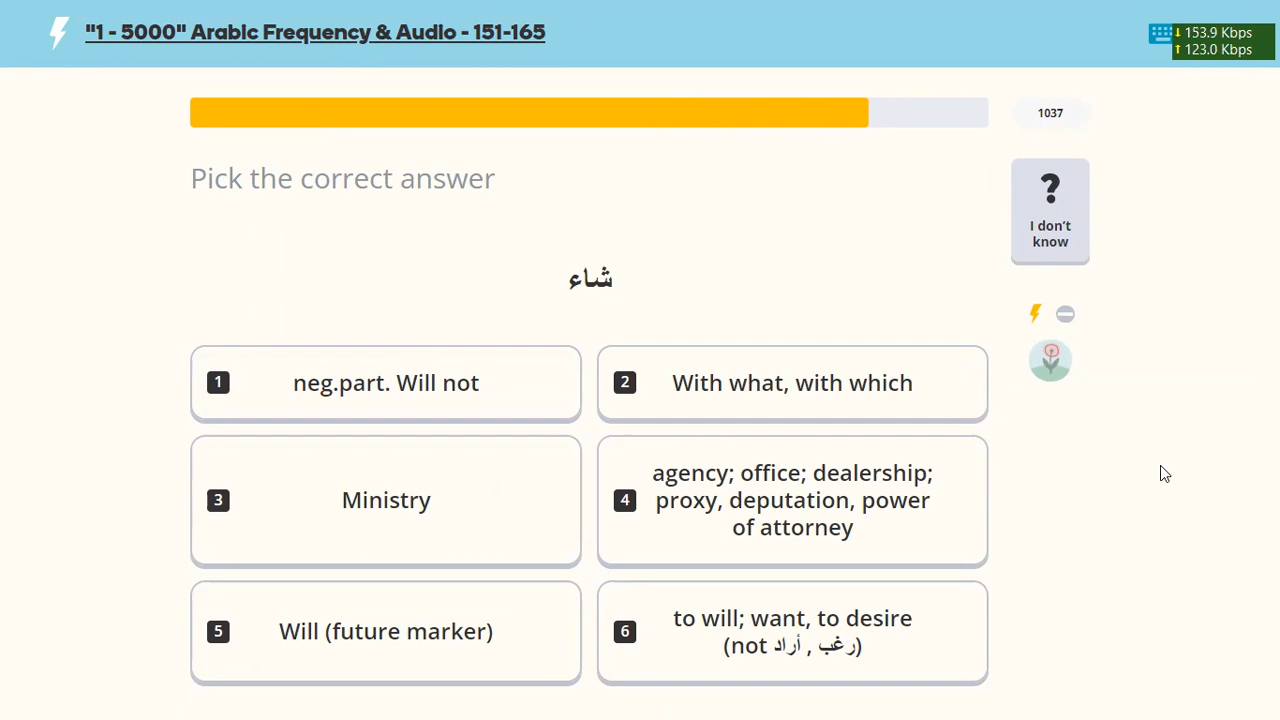 "1 - 5000" Arabic Frequency & Audio - 151-165
↓ 153.9 Kbps
↑ 123.0 Kbps
1037
Pick the correct answer
?
I don't
know
شاء
1 neg.part. Will not
2 With what, with which
3 Ministry
4 agency; office; dealership;
proxy, deputation, power
of attorney
5 Will (future marker)
6 to will; want, to desire
(not رغب , أراد)